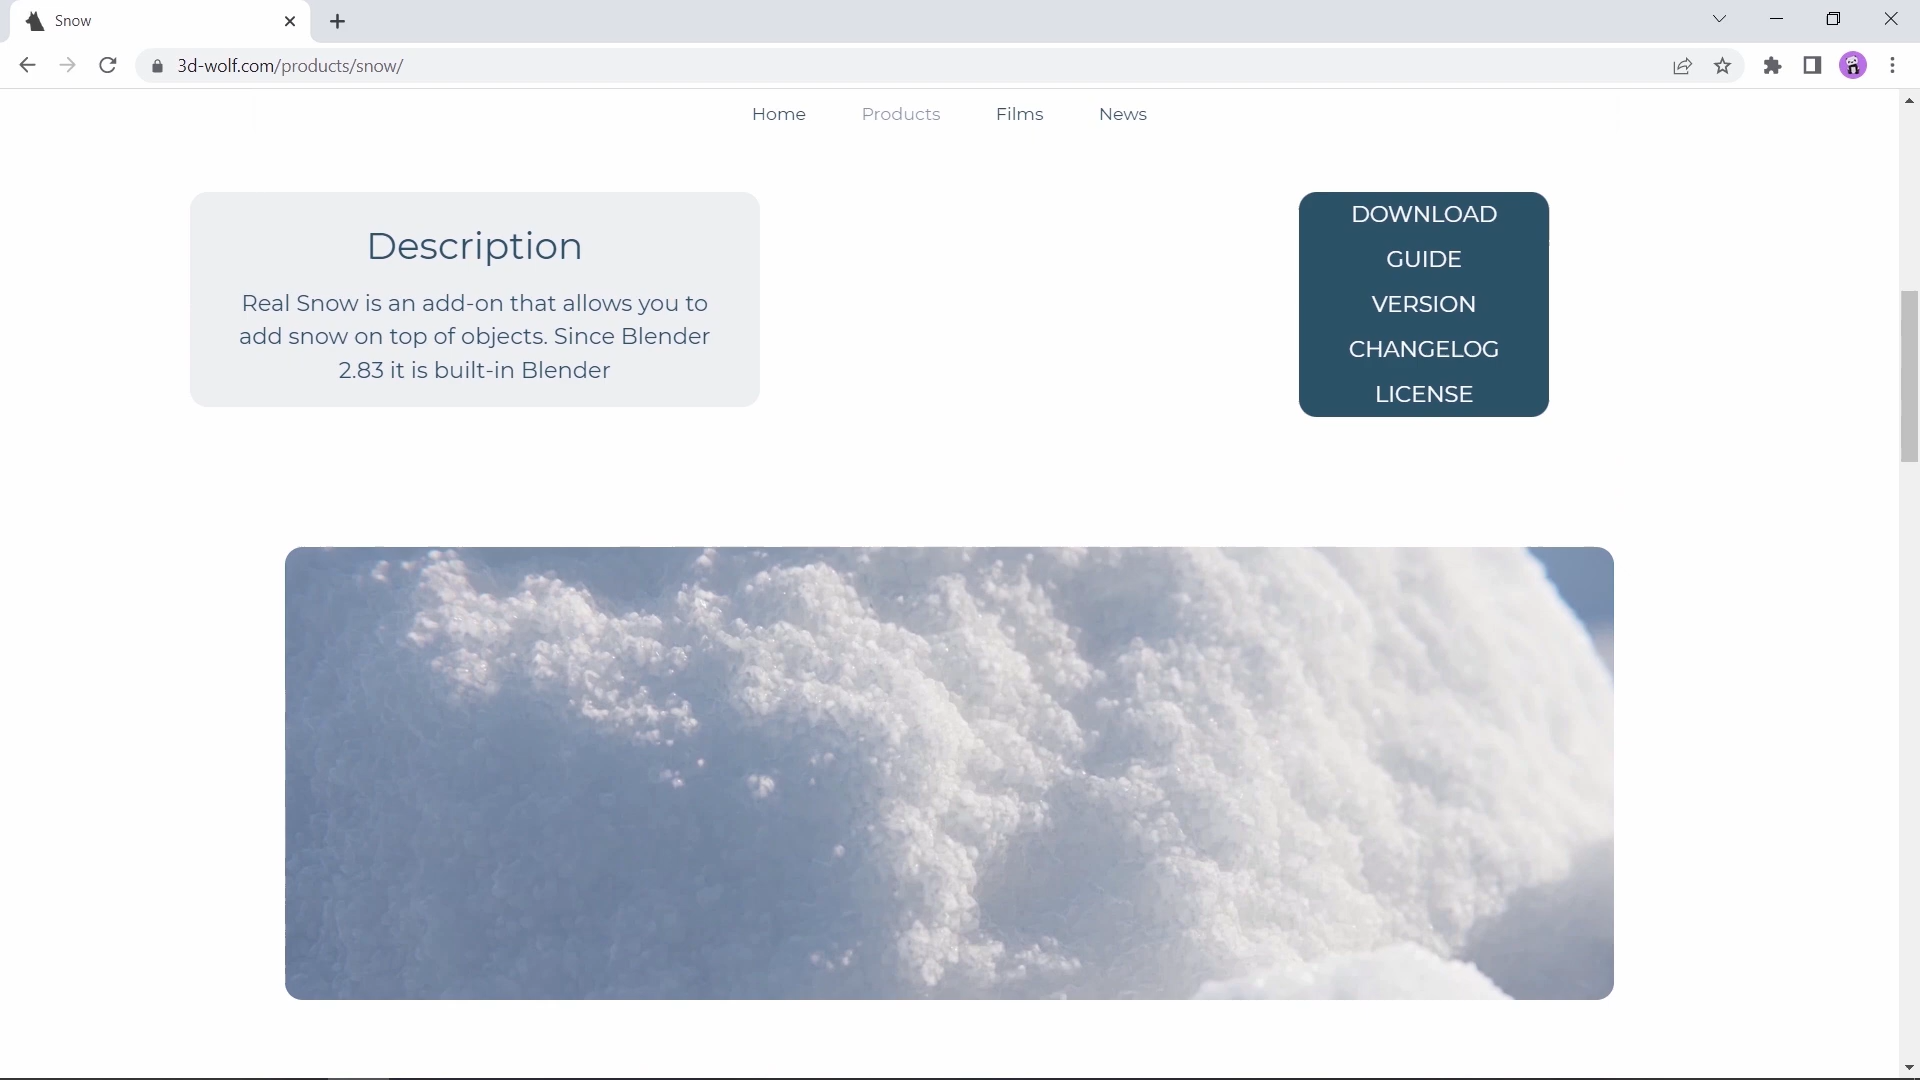 Snow
3d-wolf.com/products/snow/
Home Products Films News
Description
Real Snow is an add-on that allows you to
add snow on top of objects. Since Blender
2.83 it is built-in Blender
DOWNLOAD
GUIDE
VERSION
CHANGELOG
LICENSE